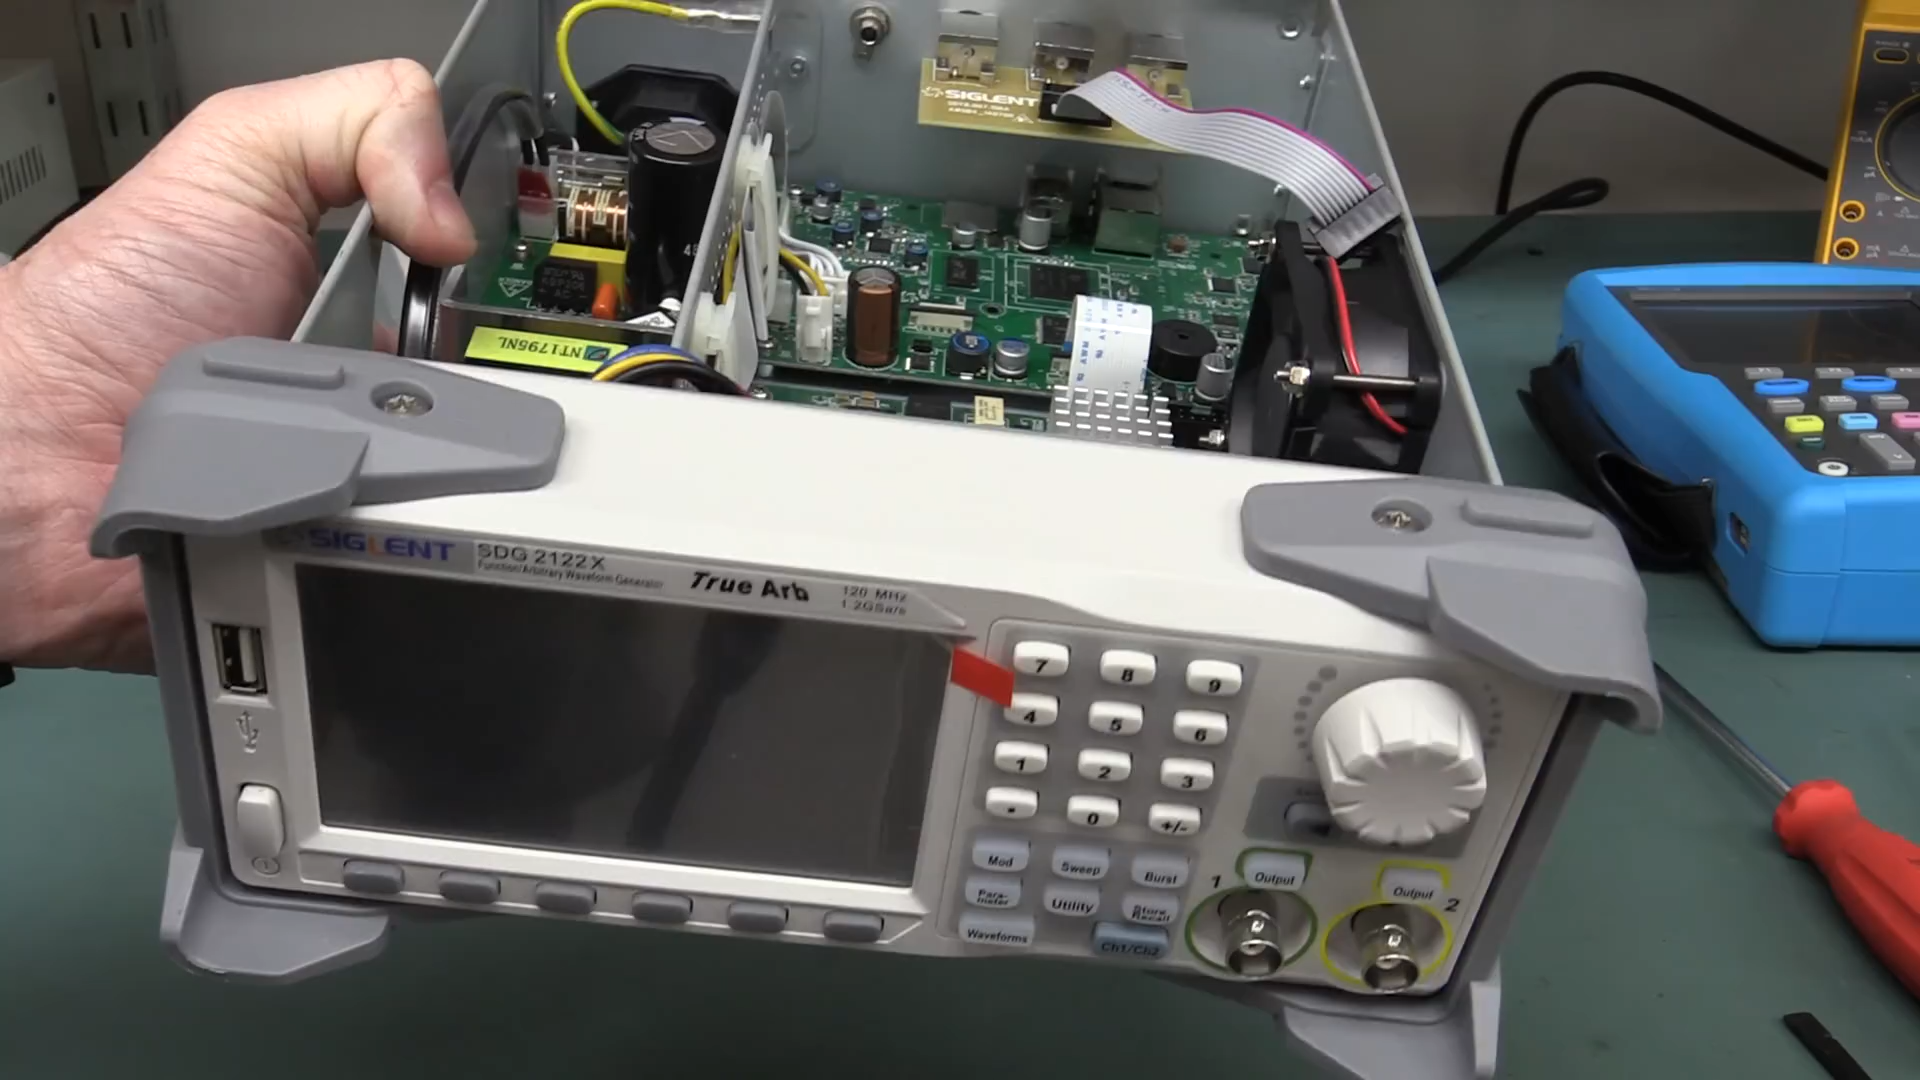 SIGLENT
NT1795NL
SIGLENT
SDG 2122X
Function/Arbitrary Waveform Generator
True Arb
120 MHz
1.2GSa/s
7
8
9
4
5
6
1
2
3
.
0
+/-
Mod
Sweep
Burst
Para-
meter
Utility
Store
Recall
Waveforms
Ch1/Ch2
1
Output
Output
2